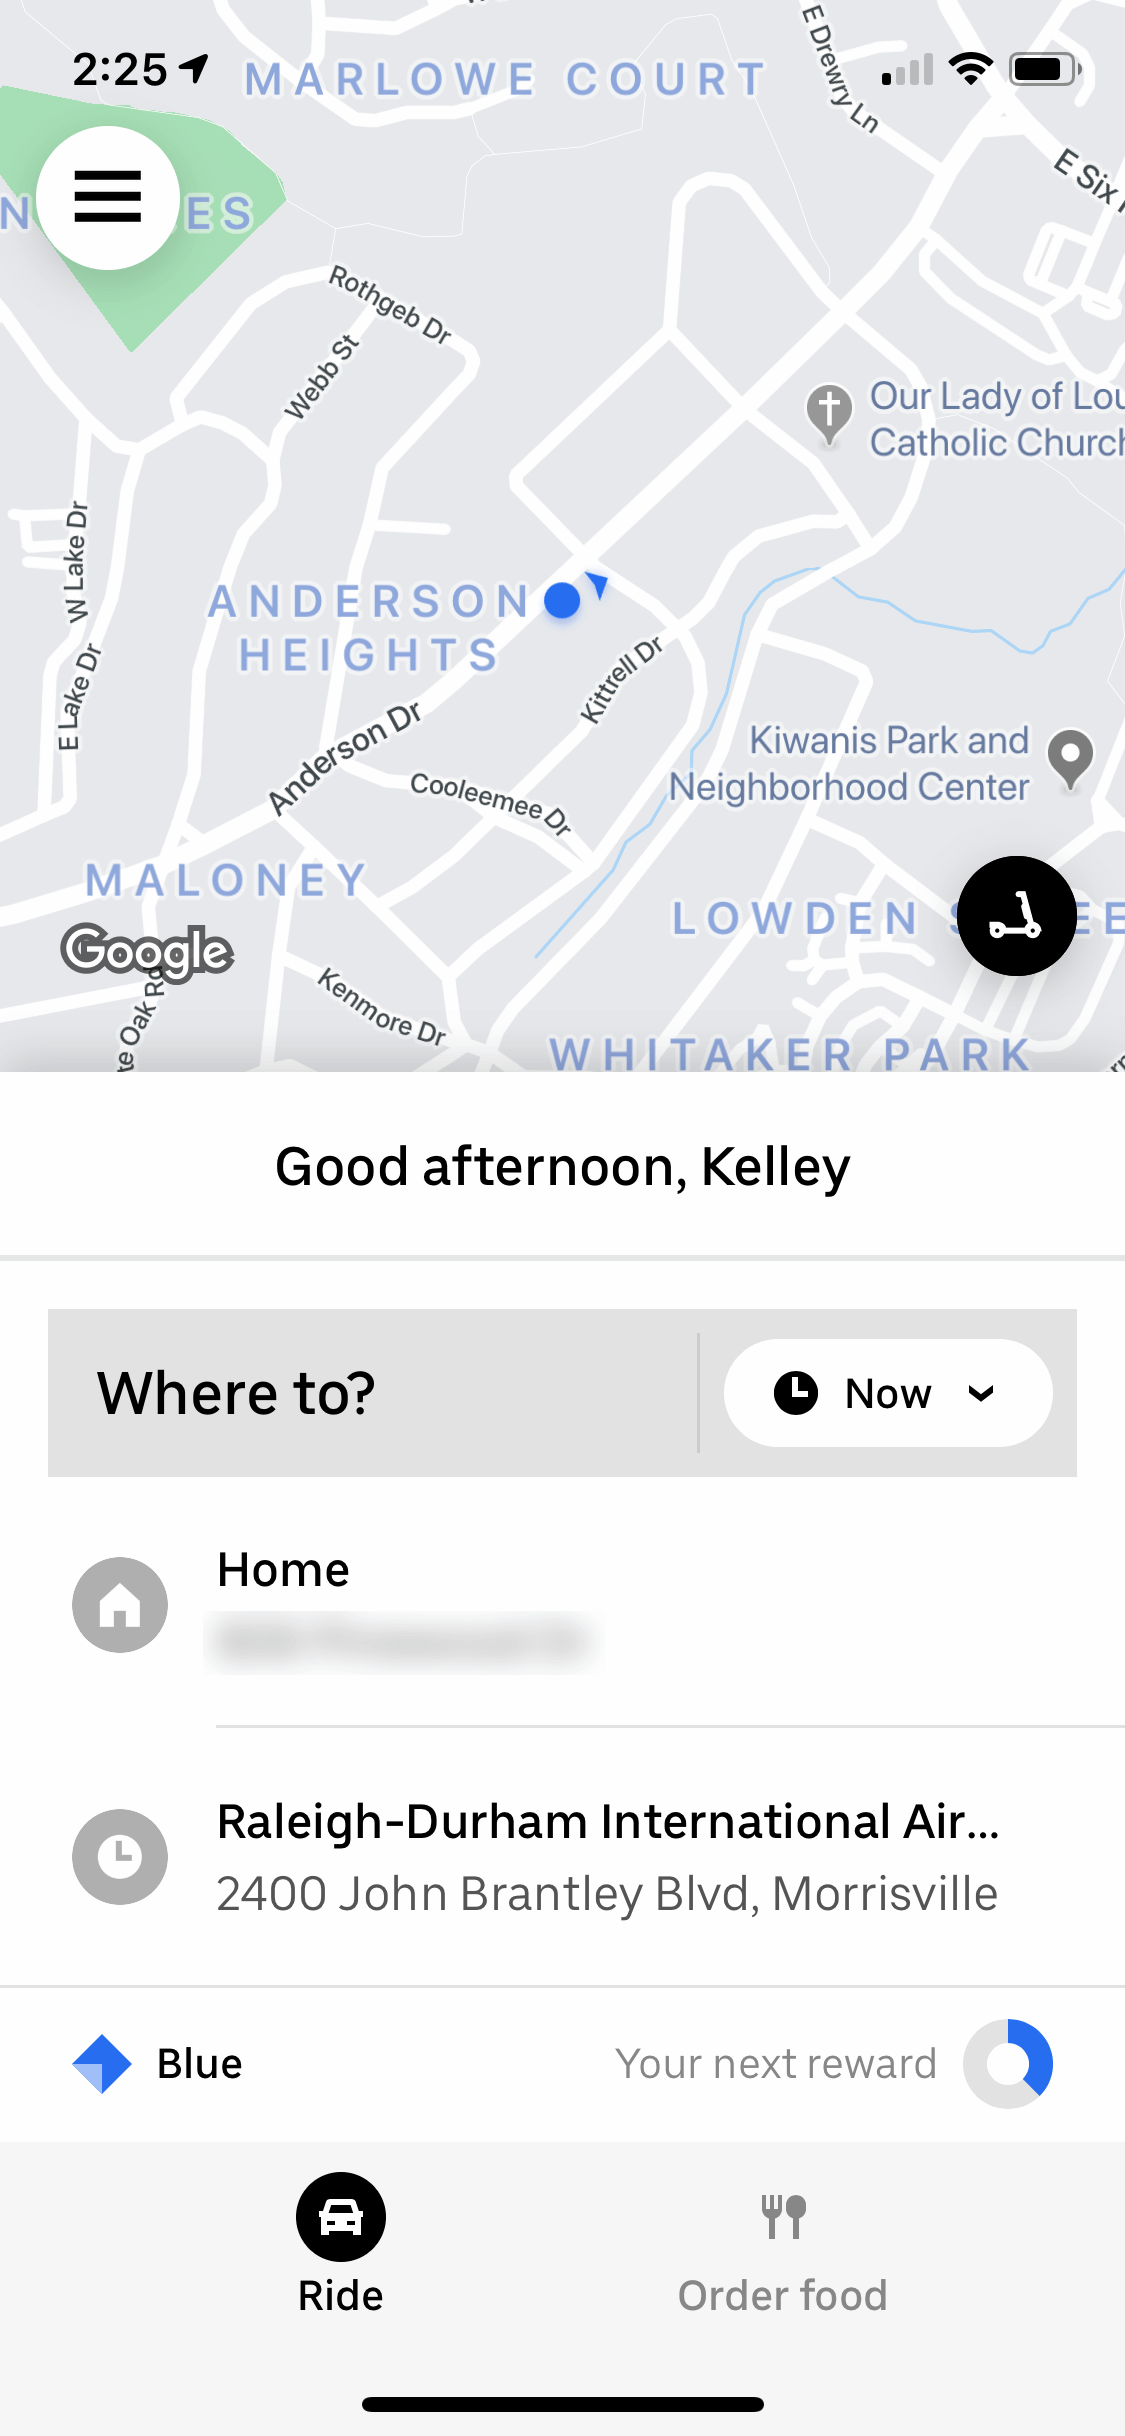 2:25
MARLOWE COURT
E Drewry Ln
E Six
N
ES
Rothgeb Dr
Webb St
Our Lady of Lou
Catholic Church
W Lake Dr
ANDERSON
HEIGHTS
E Lake Dr
Kittrell Dr
Anderson Dr
Kiwanis Park and
Neighborhood Center
Cooleemee Dr
MALONEY
LOWDEN S EE
Google
te Oak Rd
Kenmore Dr
WHITAKER PARK
Good afternoon, Kelley
Where to?
Now
Home
Raleigh-Durham International Air...
2400 John Brantley Blvd, Morrisville
Blue
Your next reward
Ride
Order food